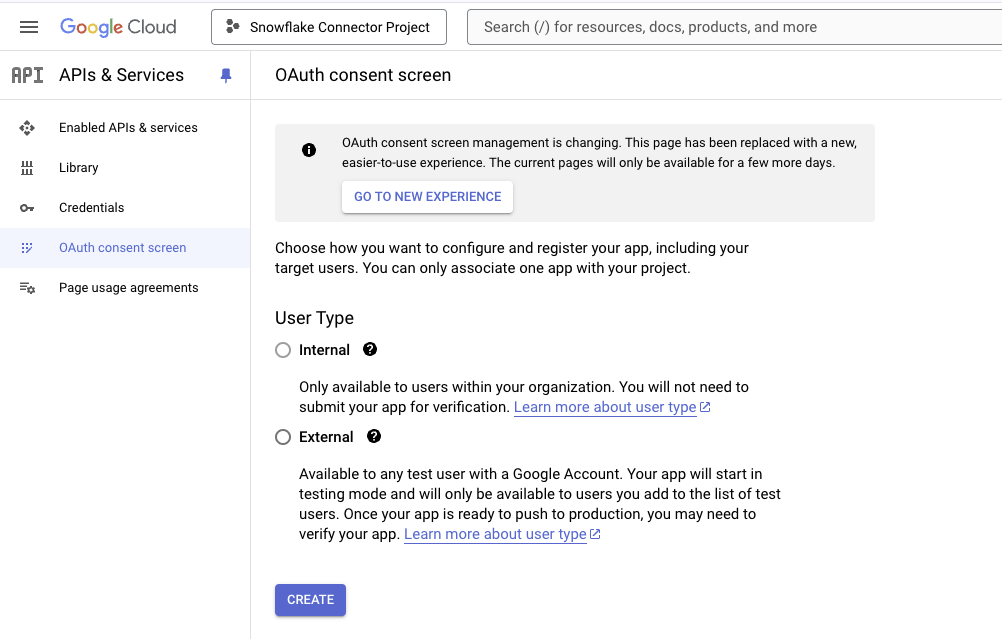 Google Cloud
Snowflake Connector Project
Search (/) for resources, docs, products, and more
API APIs & Services
OAuth consent screen
Enabled APIs & services
Library
Credentials
OAuth consent screen
Page usage agreements
OAuth consent screen management is changing. This page has been replaced with a new,
easier-to-use experience. The current pages will only be available for a few more days.
GO TO NEW EXPERIENCE
Choose how you want to configure and register your app, including your
target users. You can only associate one app with your project.
User Type
Internal
Only available to users within your organization. You will not need to
submit your app for verification. Learn more about user type
External
Available to any test user with a Google Account. Your app will start in
testing mode and will only be available to users you add to the list of test
users. Once your app is ready to push to production, you may need to
verify your app. Learn more about user type
CREATE